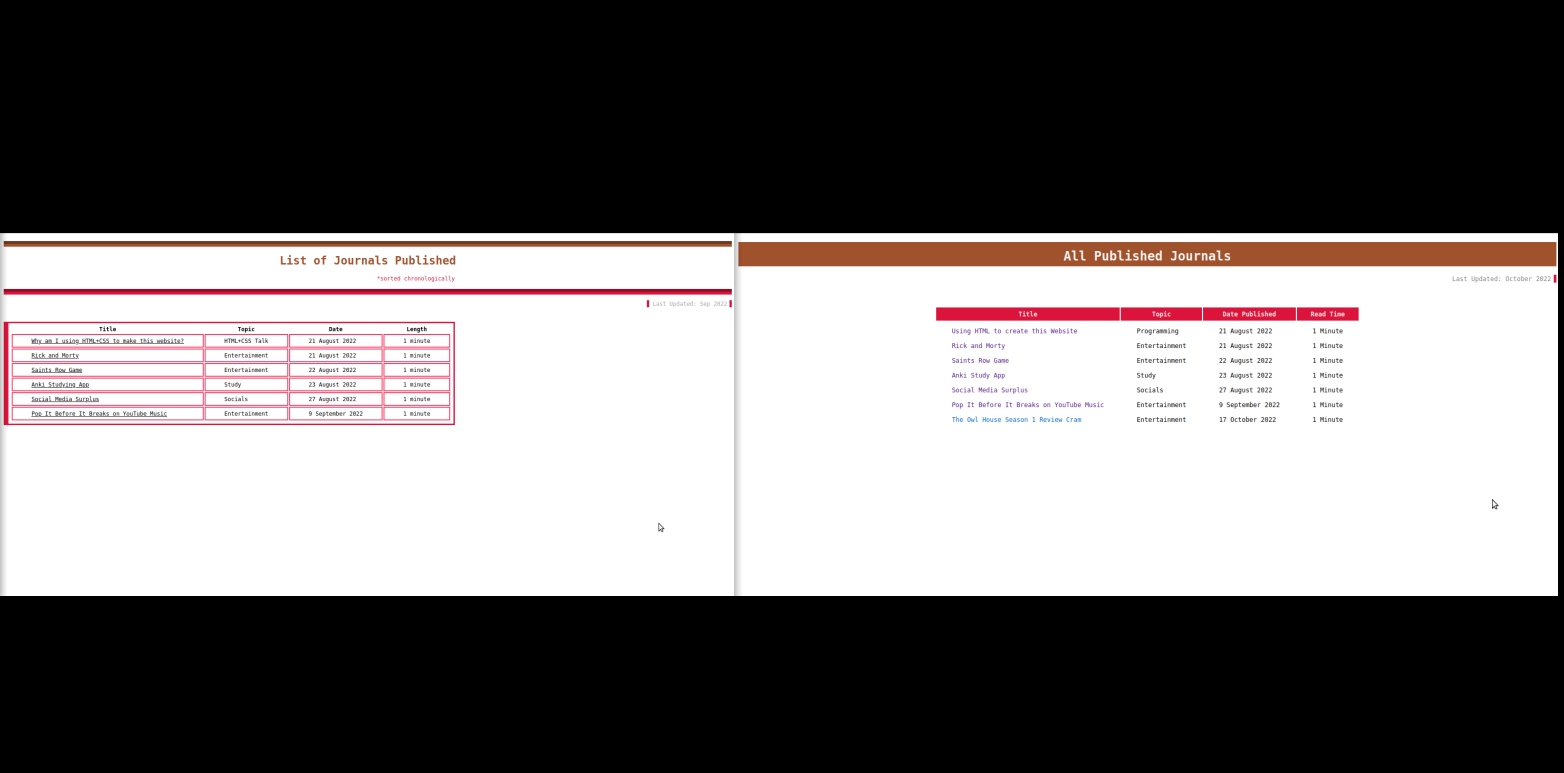 List of Journals Published
*sorted chronologically
Last Updated: Sep 2022
Title Topic Date Length
Why am I using HTML+CSS to make this website? HTML+CSS Talk 21 August 2022 1 minute
Rick and Morty Entertainment 21 August 2022 1 minute
Saints Row Game Entertainment 22 August 2022 1 minute
Anki Studying App Study 23 August 2022 1 minute
Social Media Surplus Socials 27 August 2022 1 minute
Pop It Before It Breaks on YouTube Music Entertainment 9 September 2022 1 minute
All Published Journals
Last Updated: October 2022
Title Topic Date Published Read Time
Using HTML to create this Website Programming 21 August 2022 1 Minute
Rick and Morty Entertainment 21 August 2022 1 Minute
Saints Row Game Entertainment 22 August 2022 1 Minute
Anki Study App Study 23 August 2022 1 Minute
Social Media Surplus Socials 27 August 2022 1 Minute
Pop It Before It Breaks on YouTube Music Entertainment 9 September 2022 1 Minute
The Owl House Season 1 Review Cram Entertainment 17 October 2022 1 Minute